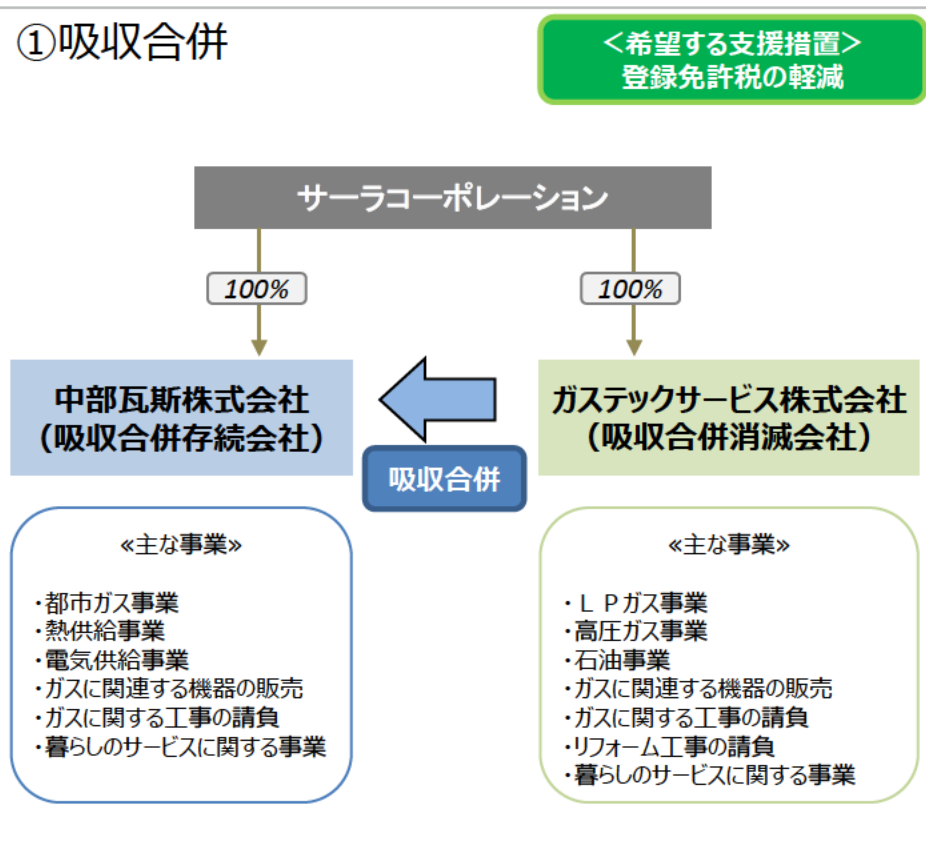 ①吸収合併
＜希望する支援措置＞
登録免許税の軽減
サーラコーポレーション
100%
100%
中部瓦斯株式会社
（吸収合併存続会社）
ガステックサービス株式会社
（吸収合併消滅会社）
吸収合併
≪主な事業≫
・都市ガス事業
・熱供給事業
・電気供給事業
・ガスに関連する機器の販売
・ガスに関する工事の請負
・暮らしのサービスに関する事業
≪主な事業≫
・ＬＰガス事業
・高圧ガス事業
・石油事業
・ガスに関連する機器の販売
・ガスに関する工事の請負
・リフォーム工事の請負
・暮らしのサービスに関する事業